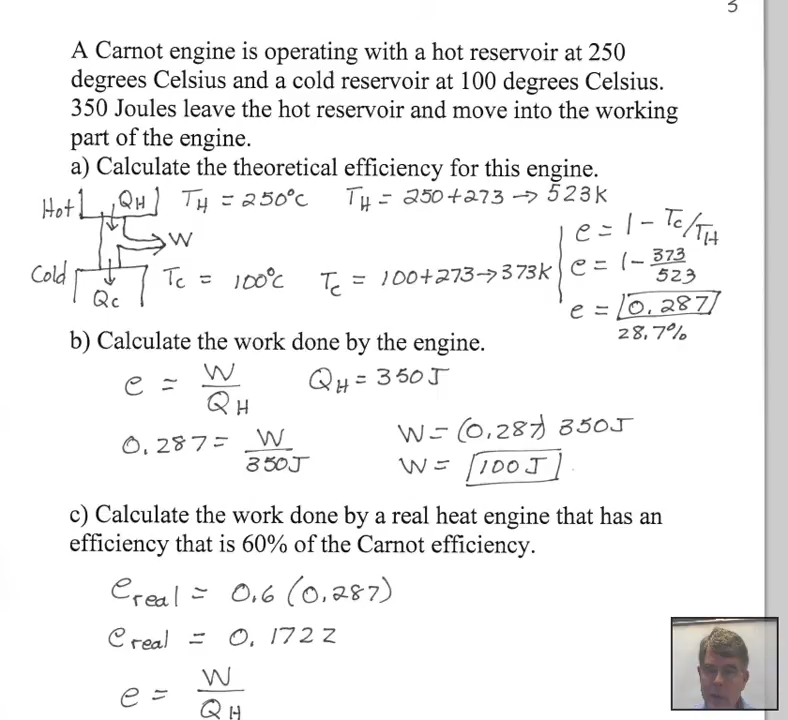 3
A Carnot engine is operating with a hot reservoir at 250
degrees Celsius and a cold reservoir at 100 degrees Celsius.
350 Joules leave the hot reservoir and move into the working
part of the engine.
a) Calculate the theoretical efficiency for this engine.
Hot QH TH = 250°C TH = 250+273 → 523K
W
Cold Qc Tc = 100°C Tc = 100+273→373K
e = 1 - Tc/TH
e = 1- 373/523
e = 0.287
28.7%
b) Calculate the work done by the engine.
e = W/QH QH = 350J
0.287 = W/350J W = (0.287) 350J
W = 100J
c) Calculate the work done by a real heat engine that has an
efficiency that is 60% of the Carnot efficiency.
ereal = 0.6 (0.287)
ereal = 0.1722
e = W/QH